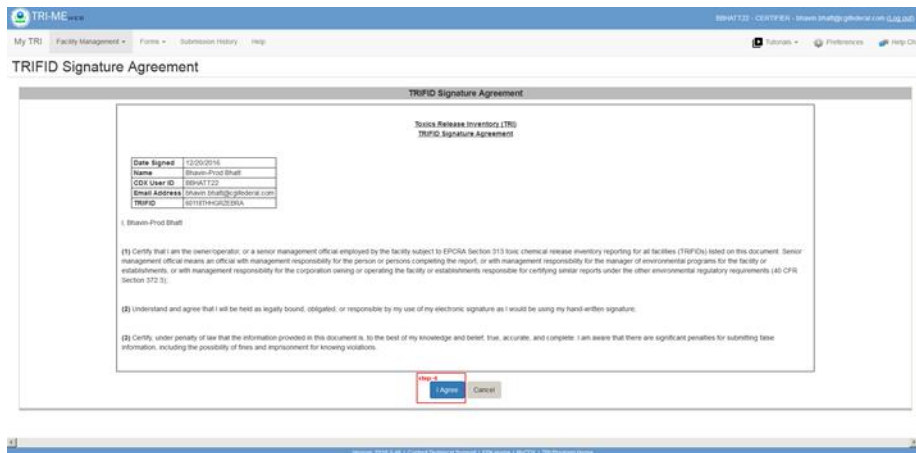 TRI-MEweb
BBHATT22 - CERTIFIER - bhavin.bhatt@cgifederal.com (Log out)
My TRI Facility Management Forms Submission History Help Tutorials Preferences Help
TRIFID Signature Agreement
TRIFID Signature Agreement
Toxics Release Inventory (TRI)
TRIFID Signature Agreement
Date Signed 12/20/2016
Name Bhavin-Prod Bhatt
CDX User ID BBHATT22
Email Address bhavin.bhatt@cgifederal.com
TRIFID
I, Bhavin-Prod Bhatt
(1) Certify that I am the owner/operator, or a senior management official employed by the facility subject to EPCRA Section 313 toxic chemical release inventory reporting for all facilities (TRIFIDs) listed on this document. Senior
management official means an official with management responsibility for the person or persons completing the report, or with management responsibility for the manager of environmental programs for the facility or
establishments, or with management responsibility for the corporation owning or operating the facility or establishments responsible for certifying similar reports under the other environmental regulatory requirements (40 CFR
Section 372.3);
(2) Understand and agree that I will be held as legally bound, obligated, or responsible by my use of my electronic signature as I would be using my hand-written signature;
(3) Certify, under penalty of law that the information provided in this document is, to the best of my knowledge and belief, true, accurate, and complete. I am aware that there are significant penalties for submitting false
information, including the possibility of fines and imprisonment for knowing violations.
I Agree Cancel